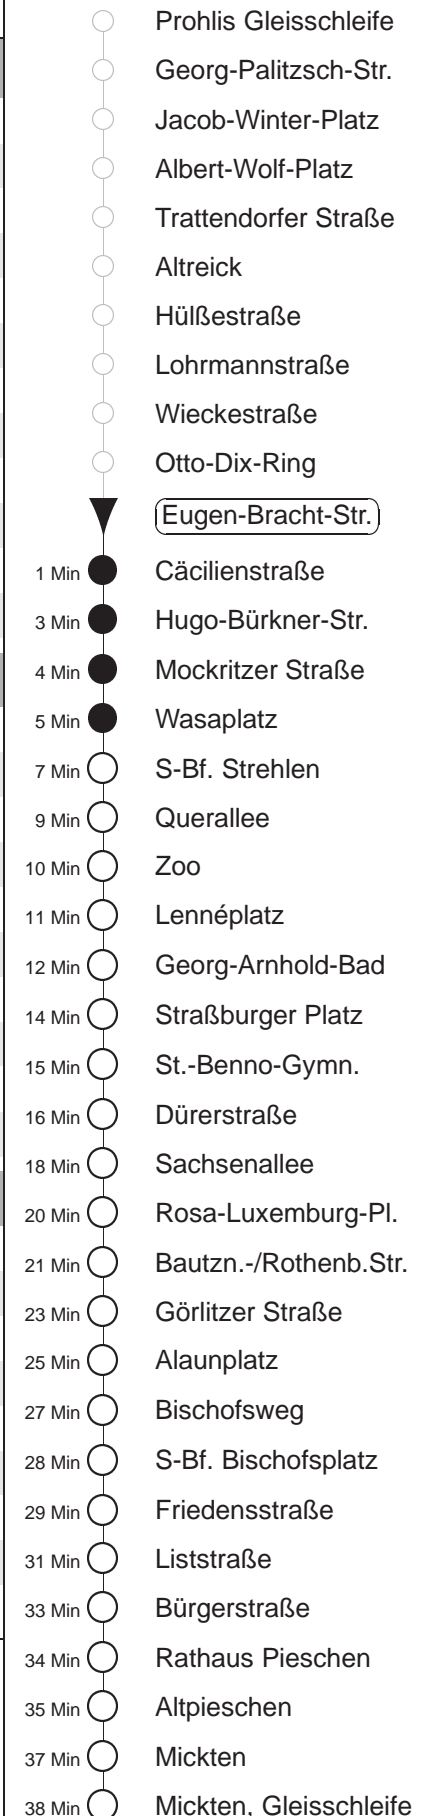 Prohlis Gleisschleife
Georg-Palitzsch-Str.
Jacob-Winter-Platz
Albert-Wolf-Platz
Trattendorfer Straße
Altreick
Hülßestraße
Lohrmannstraße
Wieckestraße
Otto-Dix-Ring
Eugen-Bracht-Str.
1 Min Cäcilienstraße
3 Min Hugo-Bürkner-Str.
4 Min Mockritzer Straße
5 Min Wasaplatz
7 Min S-Bf. Strehlen
9 Min Querallee
10 Min Zoo
11 Min Lennéplatz
12 Min Georg-Arnhold-Bad
14 Min Straßburger Platz
15 Min St.-Benno-Gymn.
16 Min Dürerstraße
18 Min Sachsenallee
20 Min Rosa-Luxemburg-Pl.
21 Min Bautzn.-/Rothenb.Str.
23 Min Görlitzer Straße
25 Min Alaunplatz
27 Min Bischofsweg
28 Min S-Bf. Bischofsplatz
29 Min Friedensstraße
31 Min Liststraße
33 Min Bürgerstraße
34 Min Rathaus Pieschen
35 Min Altpieschen
37 Min Mickten
38 Min Mickten, Gleisschleife